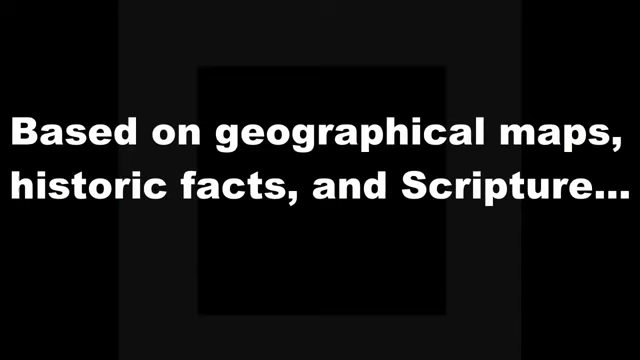 Based on geographical maps,
historic facts, and Scripture...